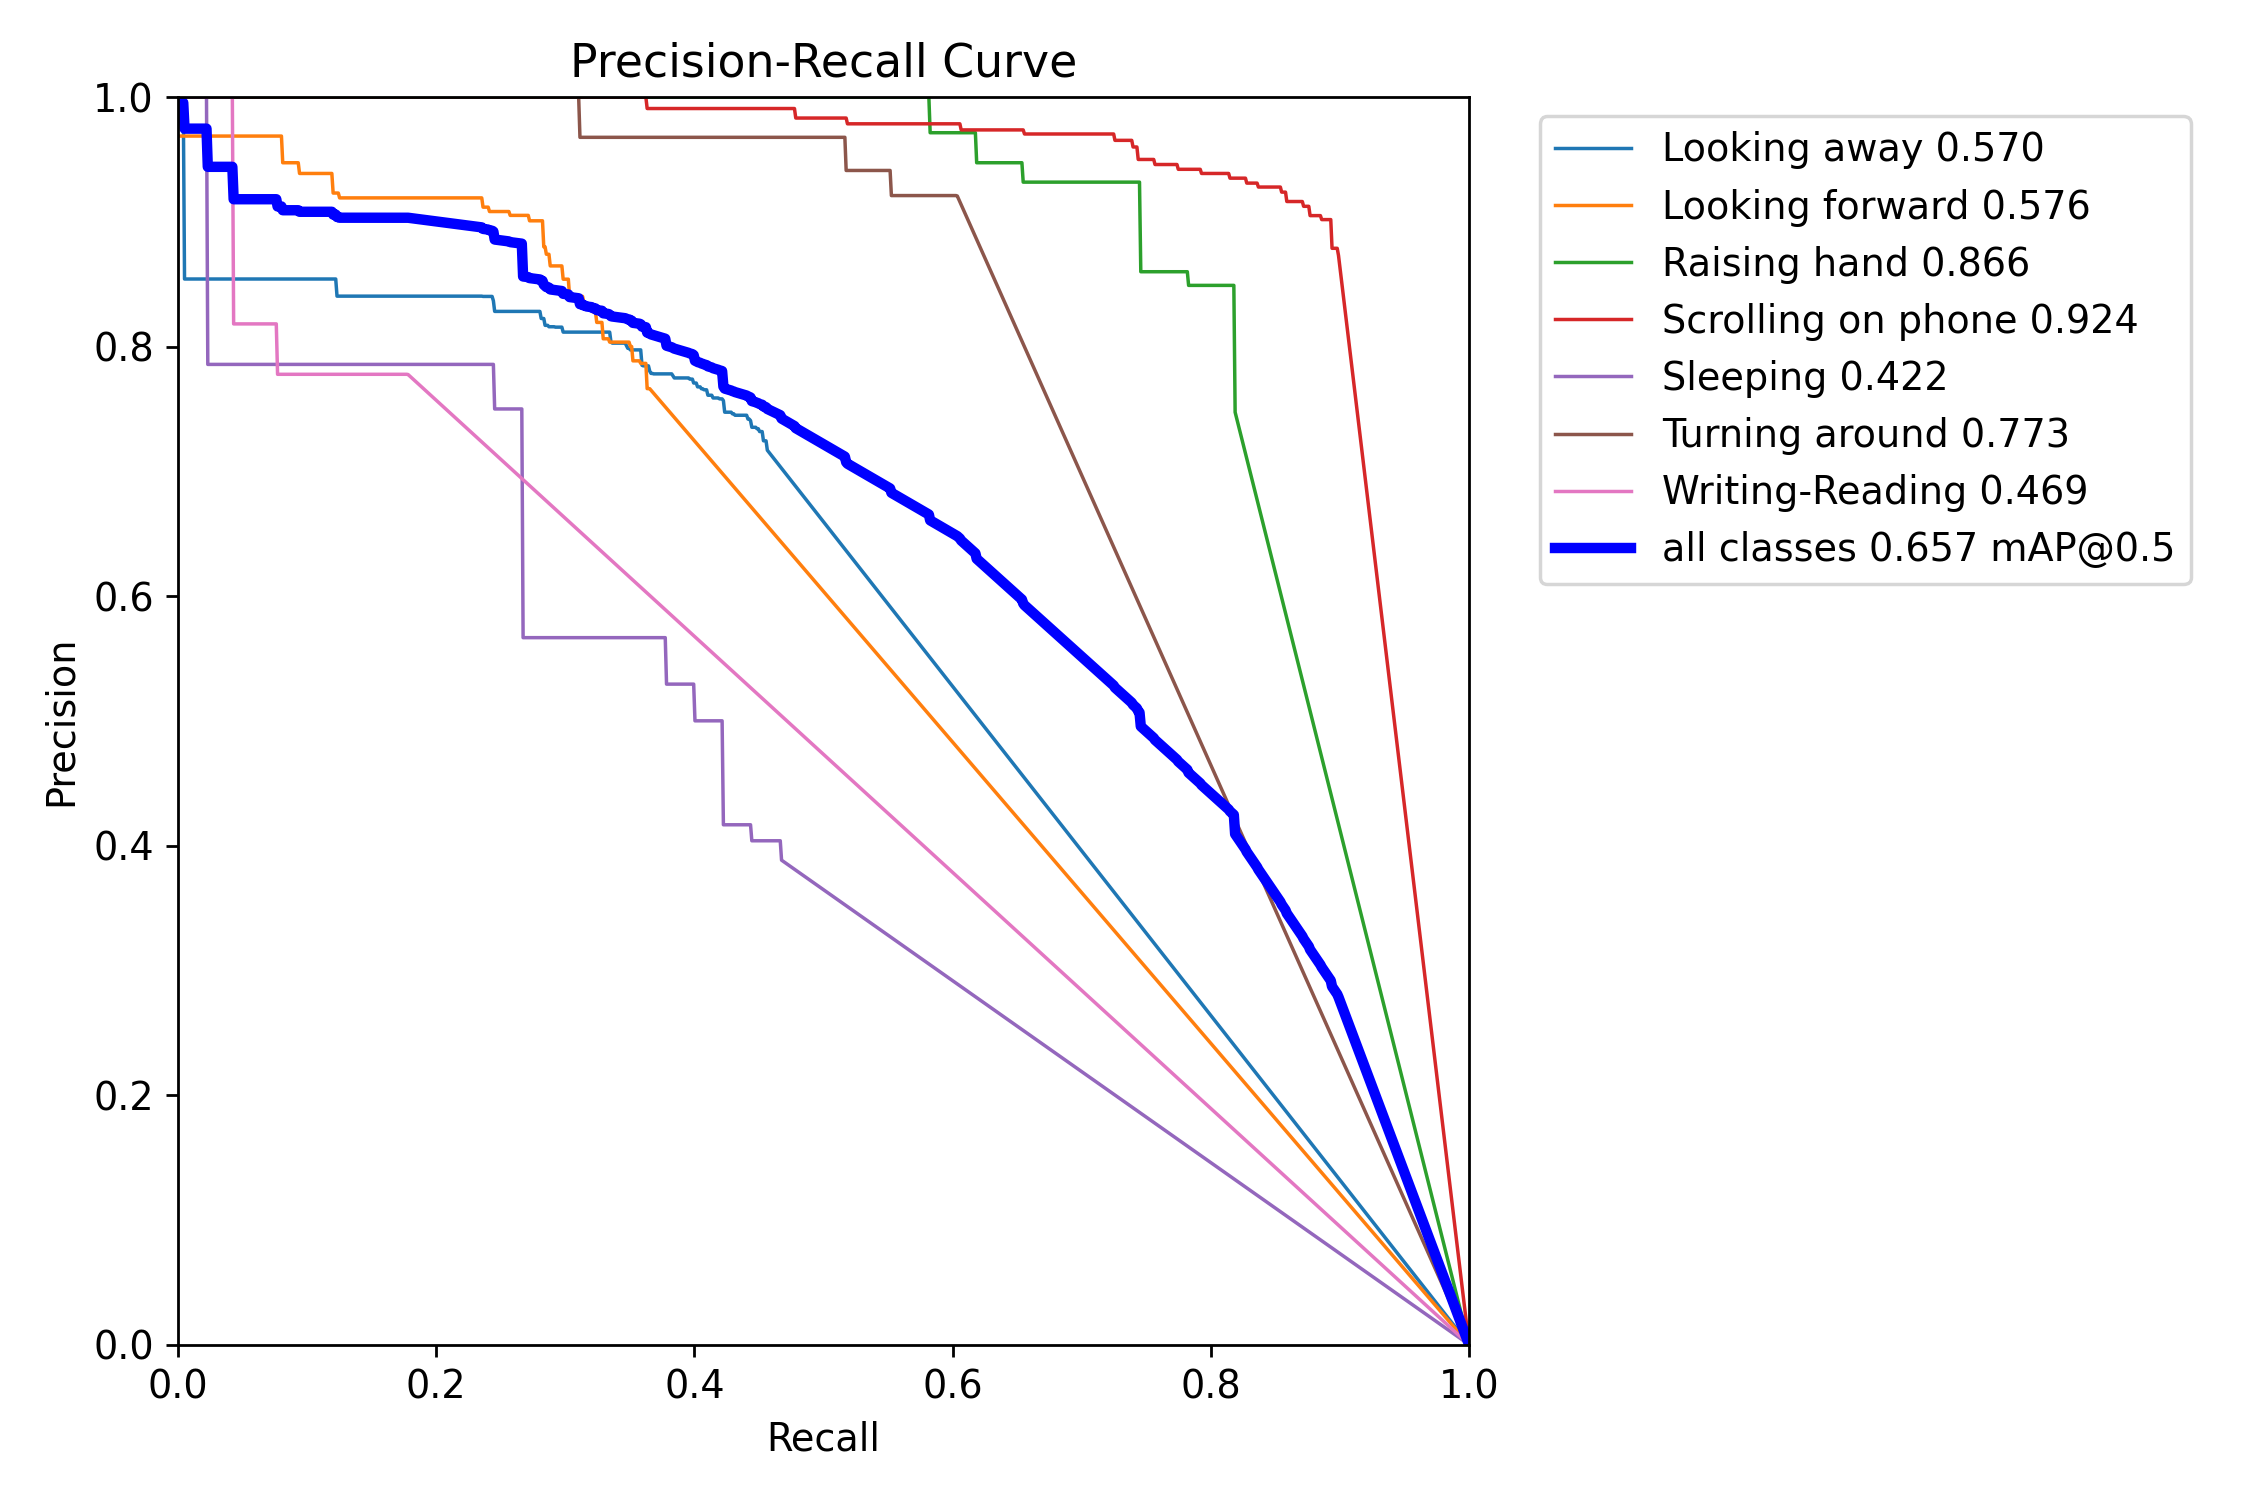 Precision-Recall Curve
1.0
0.8
0.6
0.4
0.2
0.0
Precision
0.0 0.2 0.4 0.6 0.8 1.0
Recall
Looking away 0.570
Looking forward 0.576
Raising hand 0.866
Scrolling on phone 0.924
Sleeping 0.422
Turning around 0.773
Writing-Reading 0.469
all classes 0.657 mAP@0.5